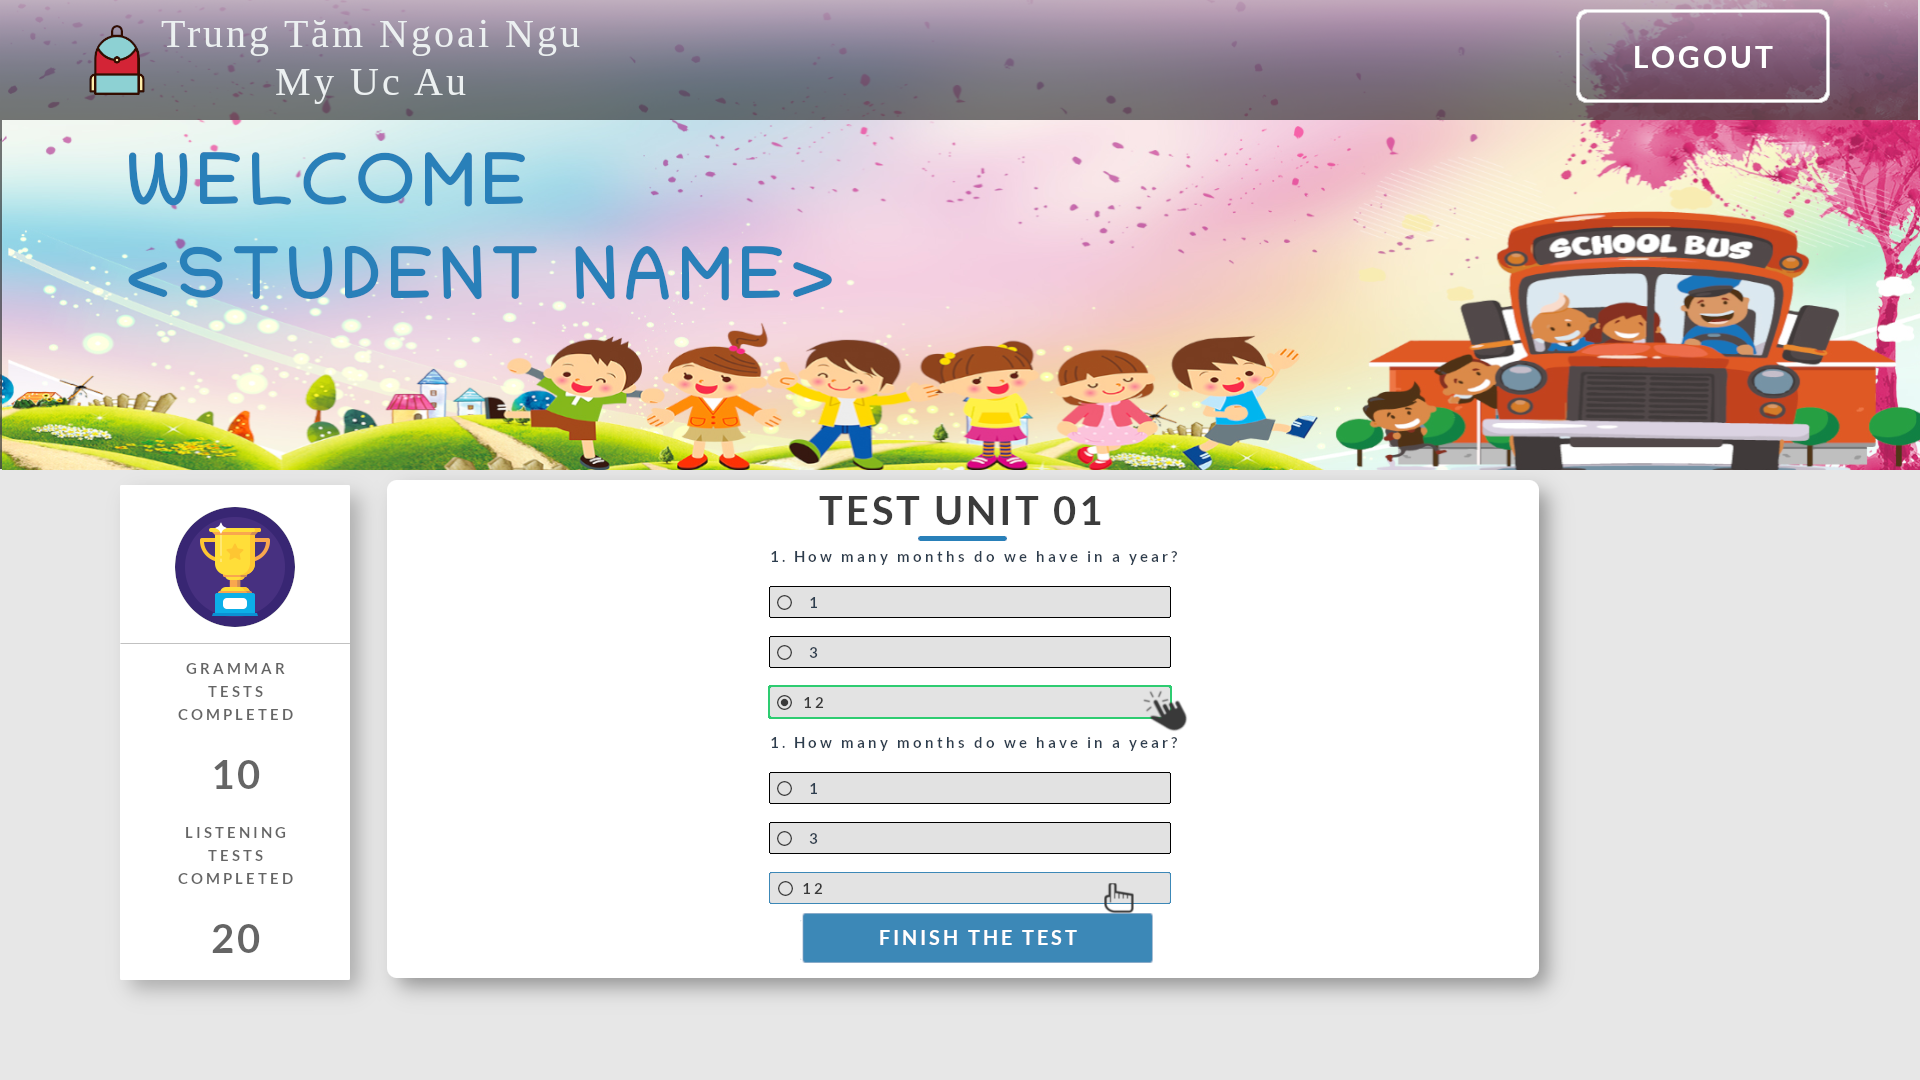 Trung Tăm Ngoai Ngu
My Uc Au
LOGOUT
WELCOME
<STUDENT NAME>
SCHOOL BUS
GRAMMAR
TESTS
COMPLETED
10
LISTENING
TESTS
COMPLETED
20
TEST UNIT 01
1. How many months do we have in a year?
1
3
12
1. How many months do we have in a year?
1
3
12
FINISH THE TEST